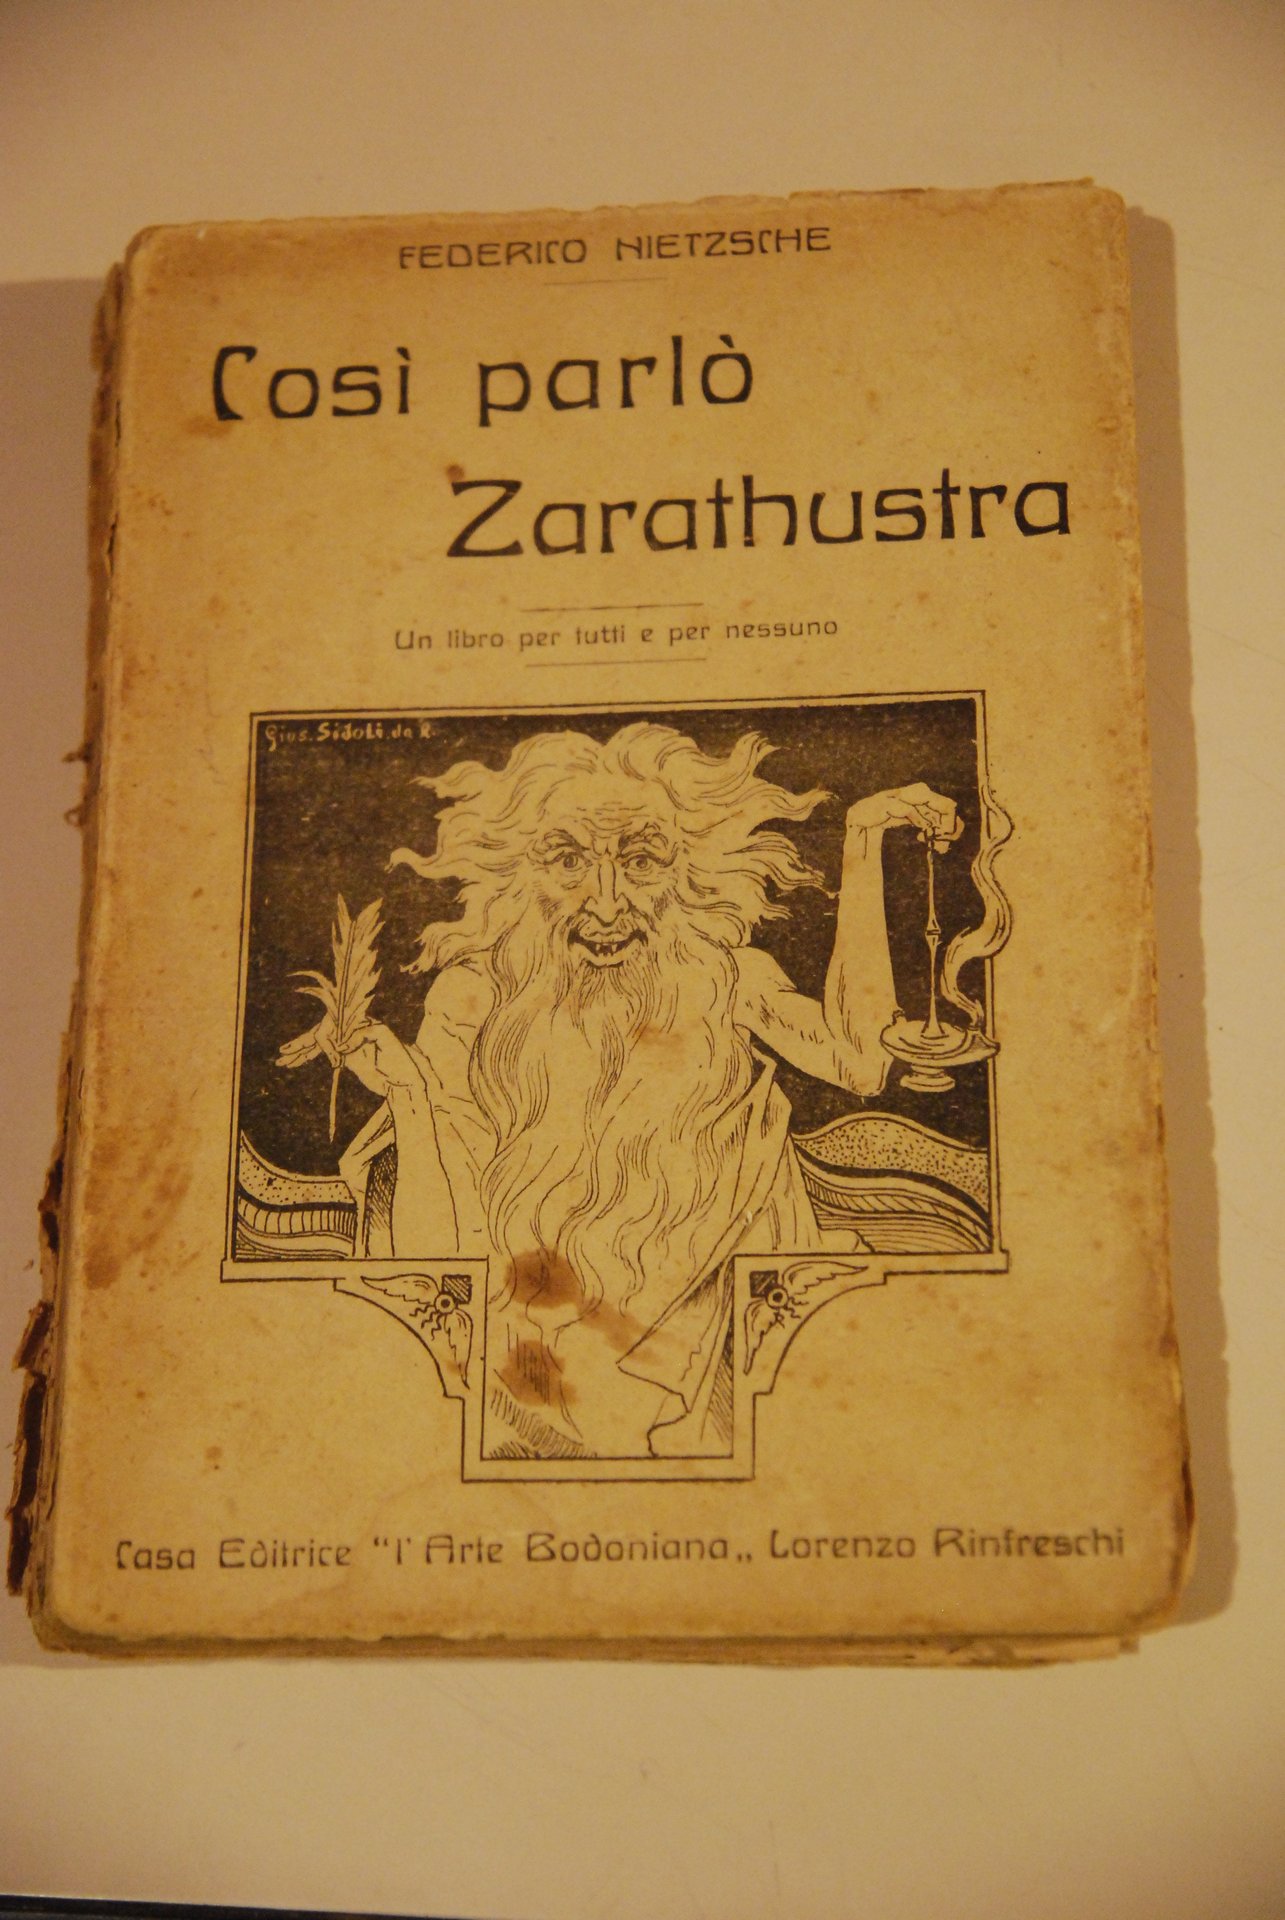 FEDERICO NIETZSCHE
Così parlò
Zarathustra
Un libro per tutti e per nessuno
Gius. Sidoli. da R.
Casa Editrice "l'Arte Bodoniana„ Lorenzo Rinfreschi